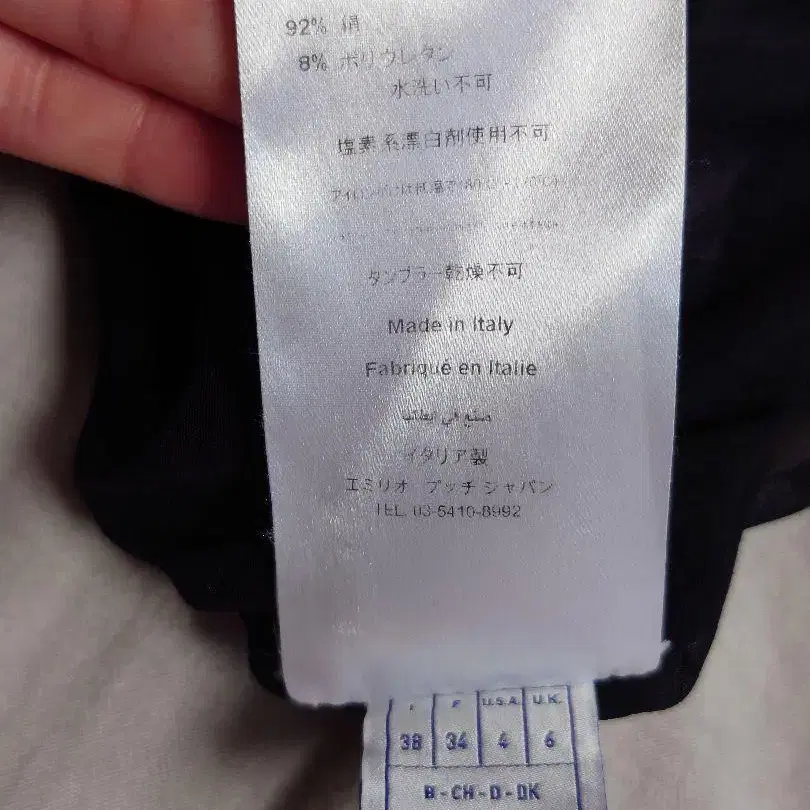 92% 絹
8% ポリウレタン
水洗い不可
塩素系漂白剤使用不可
タンブラー乾燥不可
Made in Italy
Fabriqué en Italie
صنع في إيطاليا
イタリア製
エミリオ プッチ ジャパン
TEL. 03-5410-8992
I F U.S.A. U.K.
38 34 4 6
B-CH-D-DK